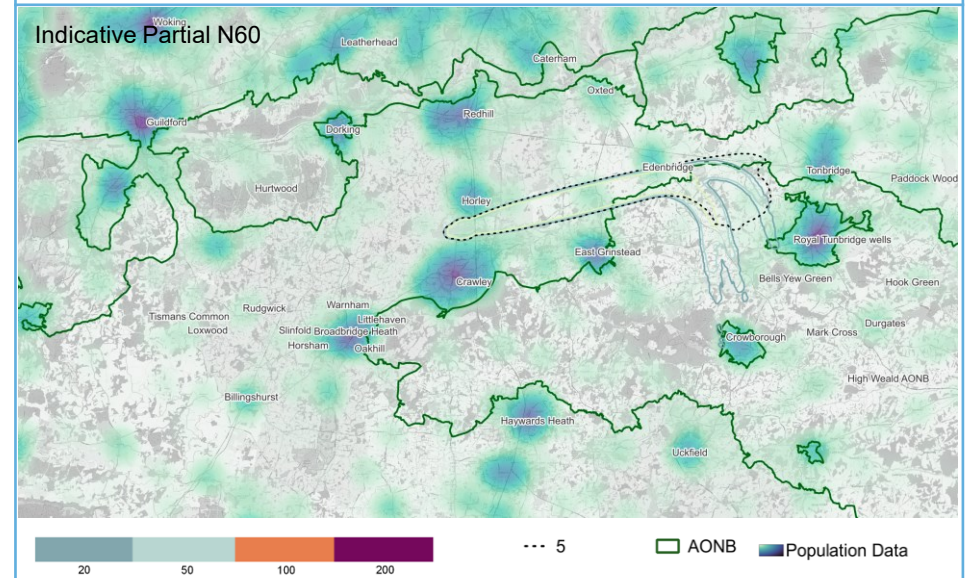 Woking
Indicative Partial N60
Leatherhead
Caterham
Oxted
Guildford
Redhill
Dorking
Edenbridge
Tonbridge
Paddock Wood
Hurtwood
Horley
Royal Tunbridge wells
East Grinstead
Bells Yew Green
Crawley
Hook Green
Warnham
Rudgwick
Tismans Common
Littlehaven
Durgates
Loxwood
Slinfold
Broadbridge Heath
Mark Cross
Crowborough
Horsham
Oakhill
High Weald AONB
Billingshurst
Haywards Heath
Uckfield
5
AONB
Population Data
20 50 100 200